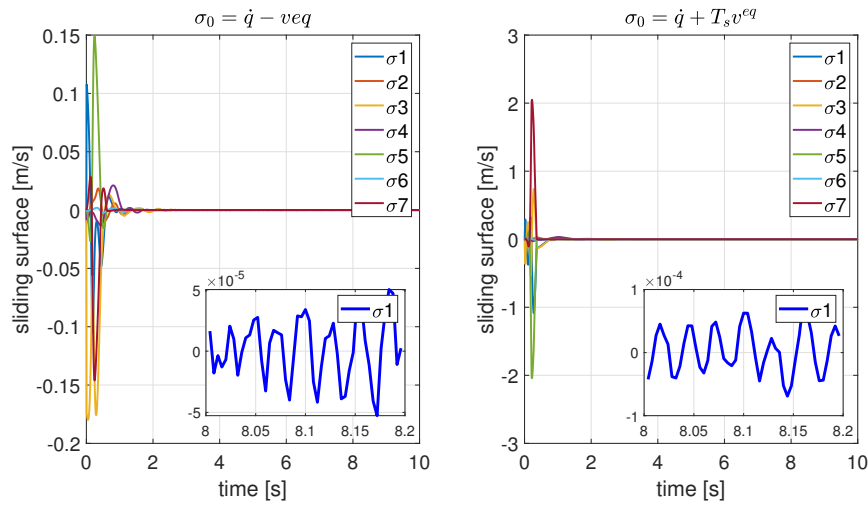 σ₀ = q̇ − veq
0.15
0.1
0.05
0
-0.05
-0.1
-0.15
-0.2
sliding surface [m/s]
0 2 4 6 8 10
time [s]
σ1
σ2
σ3
σ4
σ5
σ6
σ7
×10⁻⁵
5
0
-5
8 8.05 8.1 8.15 8.2
σ1
σ₀ = q̇ + Tₛvᵉq
3
2
1
0
-1
-2
-3
sliding surface [m/s]
0 2 4 6 8 10
time [s]
σ1
σ2
σ3
σ4
σ5
σ6
σ7
×10⁻⁴
1
0
-1
8 8.05 8.1 8.15 8.2
σ1